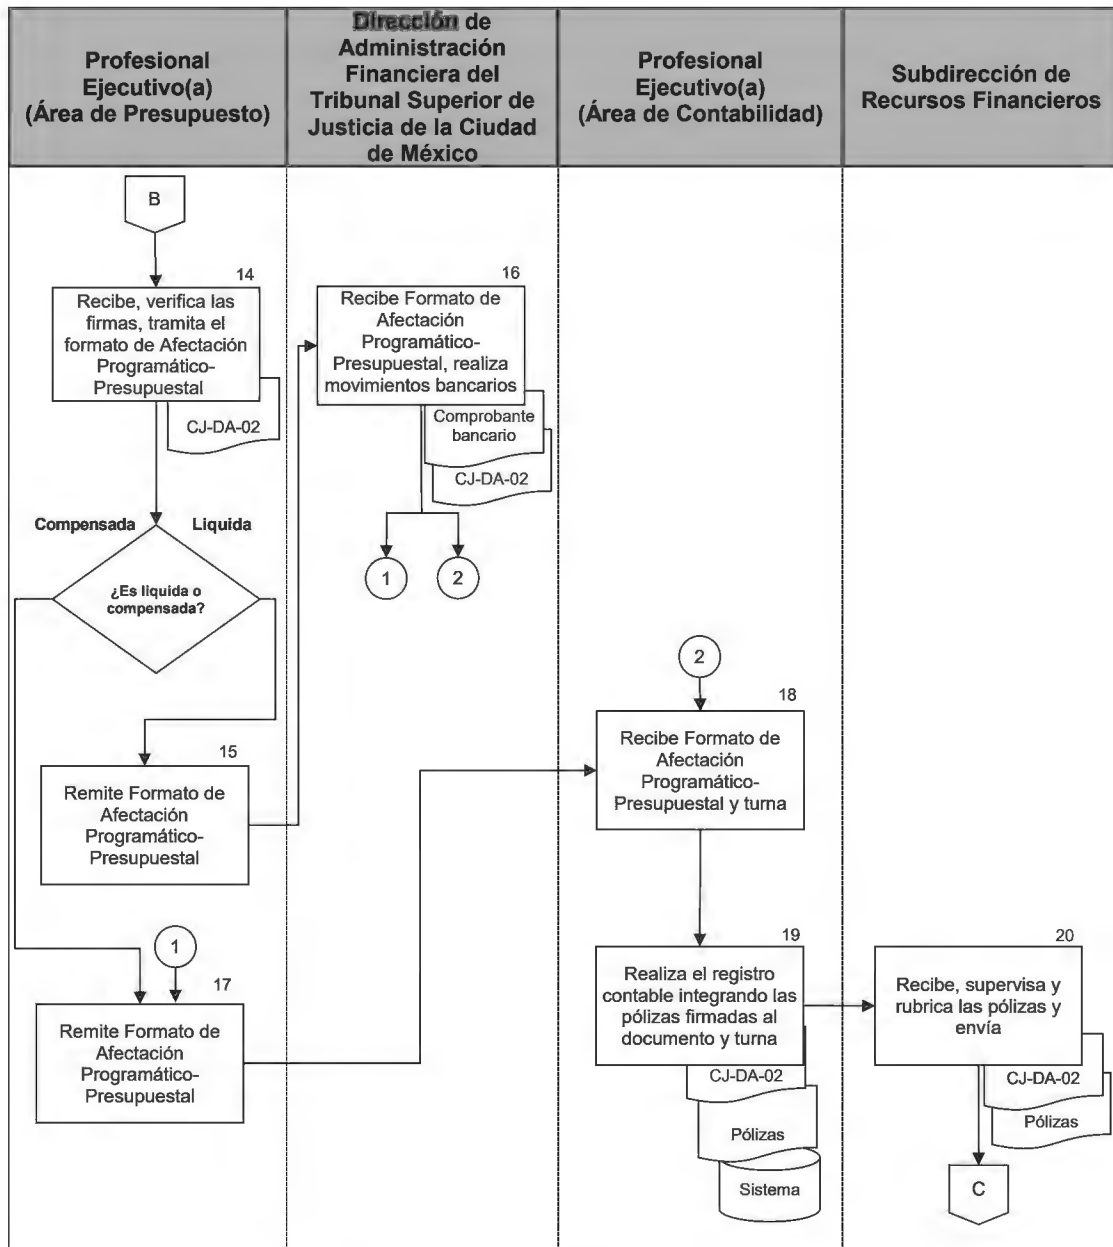 Profesional
Ejecutivo(a)
(Área de Presupuesto)
Dirección de
Administración
Financiera del
Tribunal Superior de
Justicia de la Ciudad
de México
Profesional
Ejecutivo(a)
(Área de Contabilidad)
Subdirección de
Recursos Financieros
B
14
Recibe, verifica las
firmas, tramita el
formato de Afectación
Programático-
Presupuestal
CJ-DA-02
Compensada
Liquida
¿Es liquida o
compensada?
15
Remite Formato de
Afectación
Programático-
Presupuestal
1
17
Remite Formato de
Afectación
Programático-
Presupuestal
16
Recibe Formato de
Afectación
Programático-
Presupuestal, realiza
movimientos bancarios
Comprobante
bancario
CJ-DA-02
1
2
2
18
Recibe Formato de
Afectación
Programático-
Presupuestal y turna
19
Realiza el registro
contable integrando las
pólizas firmadas al
documento y turna
CJ-DA-02
Pólizas
Sistema
20
Recibe, supervisa y
rubrica las pólizas y
envía
CJ-DA-02
Pólizas
C